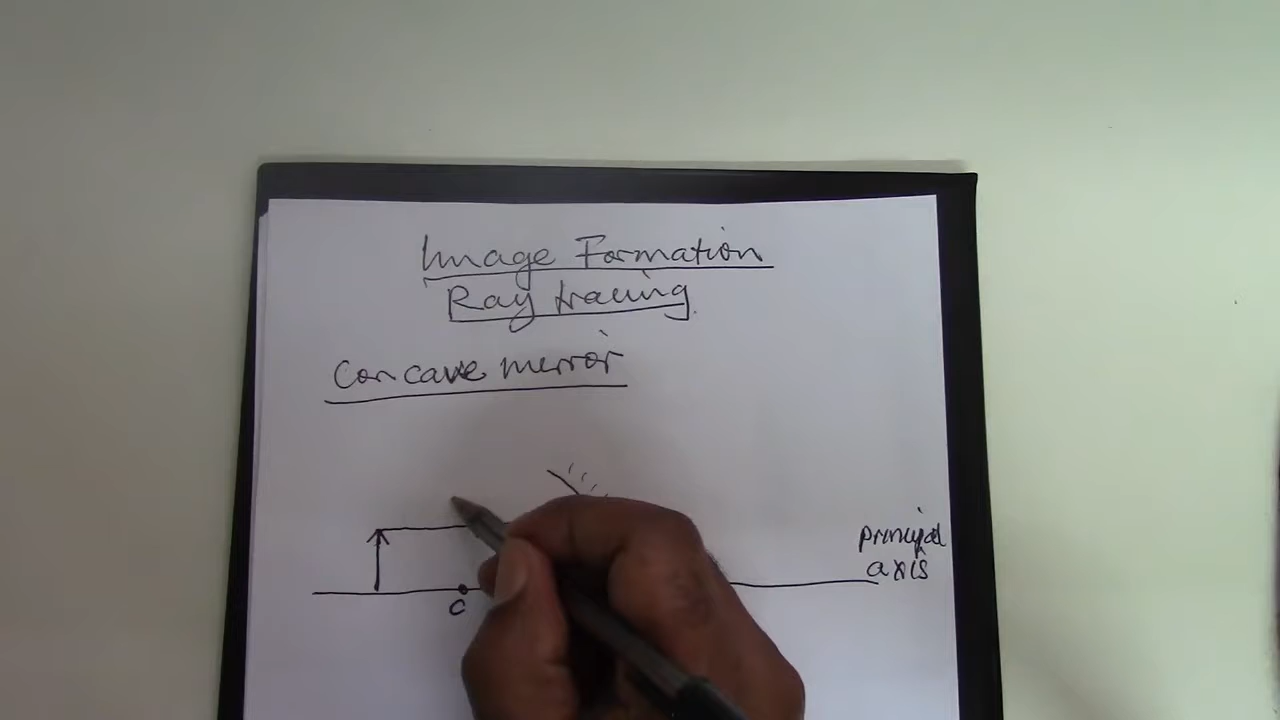 Image Formation
Ray tracing.
Concave mirror
principal
axis
C